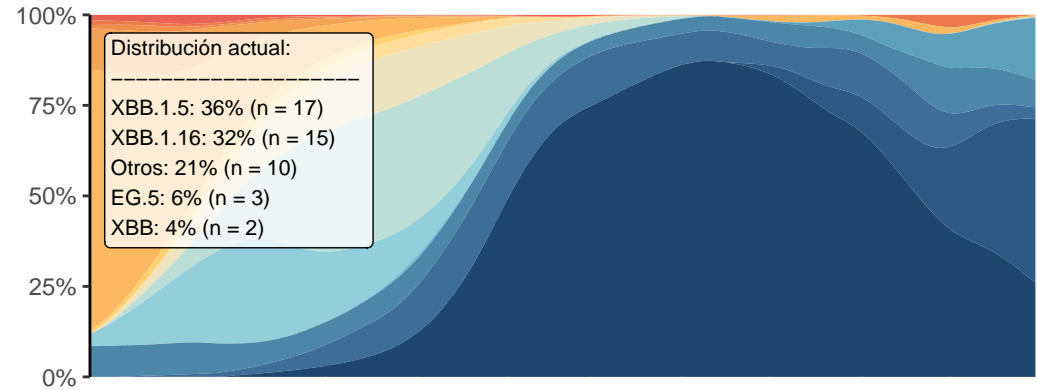 100%
Distribución actual:
--------------------
XBB.1.5: 36% (n = 17)
75%
XBB.1.16: 32% (n = 15)
Otros: 21% (n = 10)
50%
EG.5: 6% (n = 3)
XBB: 4% (n = 2)
25%
0%